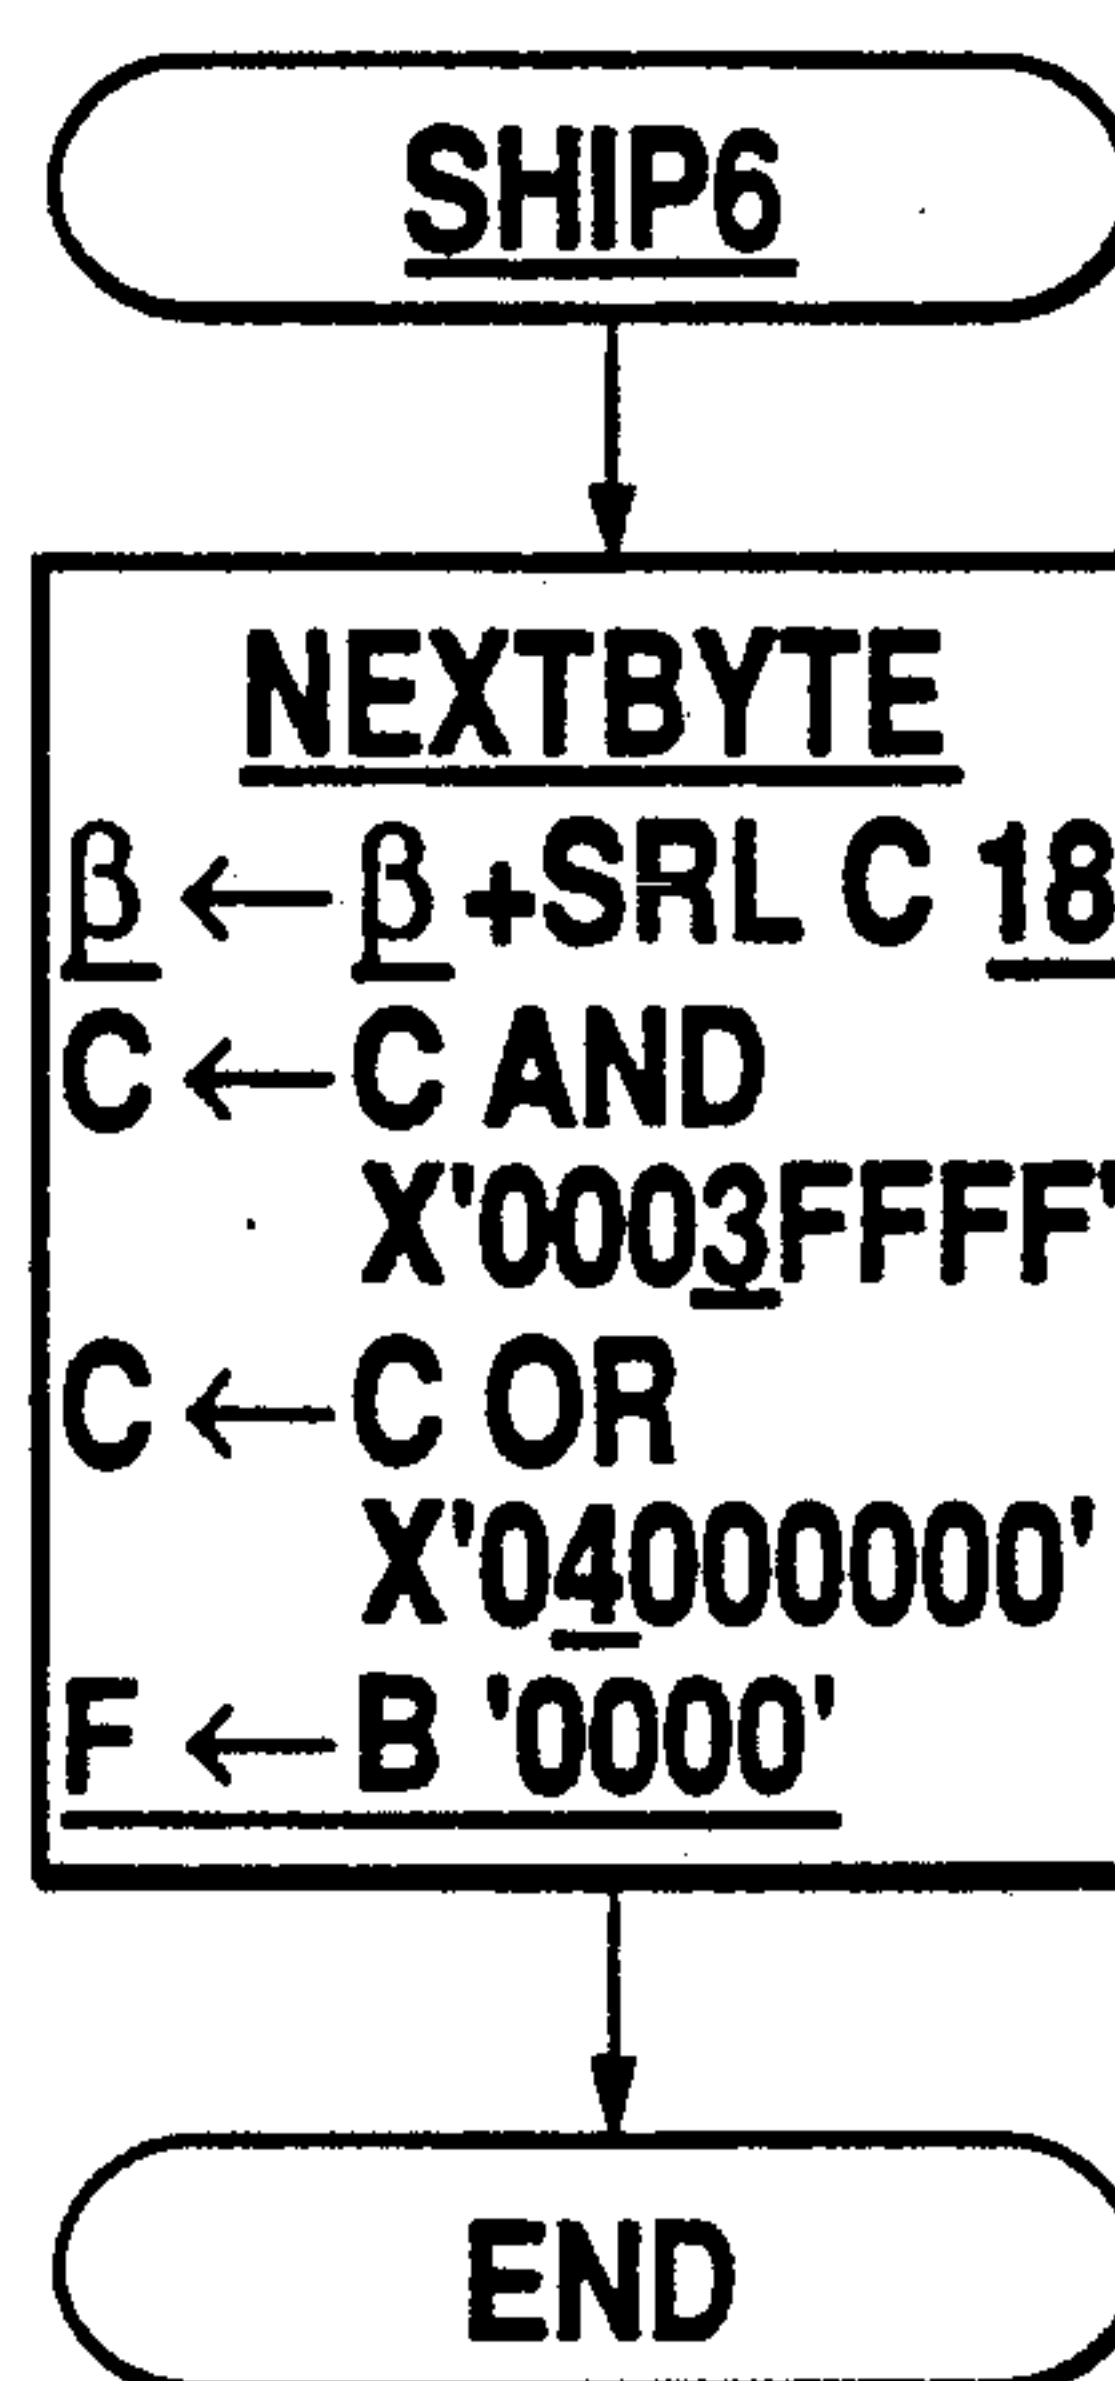 SHIP6
NEXTBYTE
β ← β +SRL C 18
C ← C AND
X'0003FFFF'
C ← C OR
X'04000000'
F ← B '0000'
END